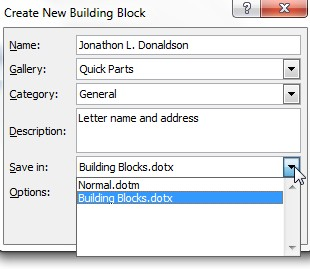 Create New Building Block
Name: Jonathon L. Donaldson
Gallery: Quick Parts
Category: General
Description: Letter name and address
Save in: Building Blocks.dotx
Options: Normal.dotm
Building Blocks.dotx